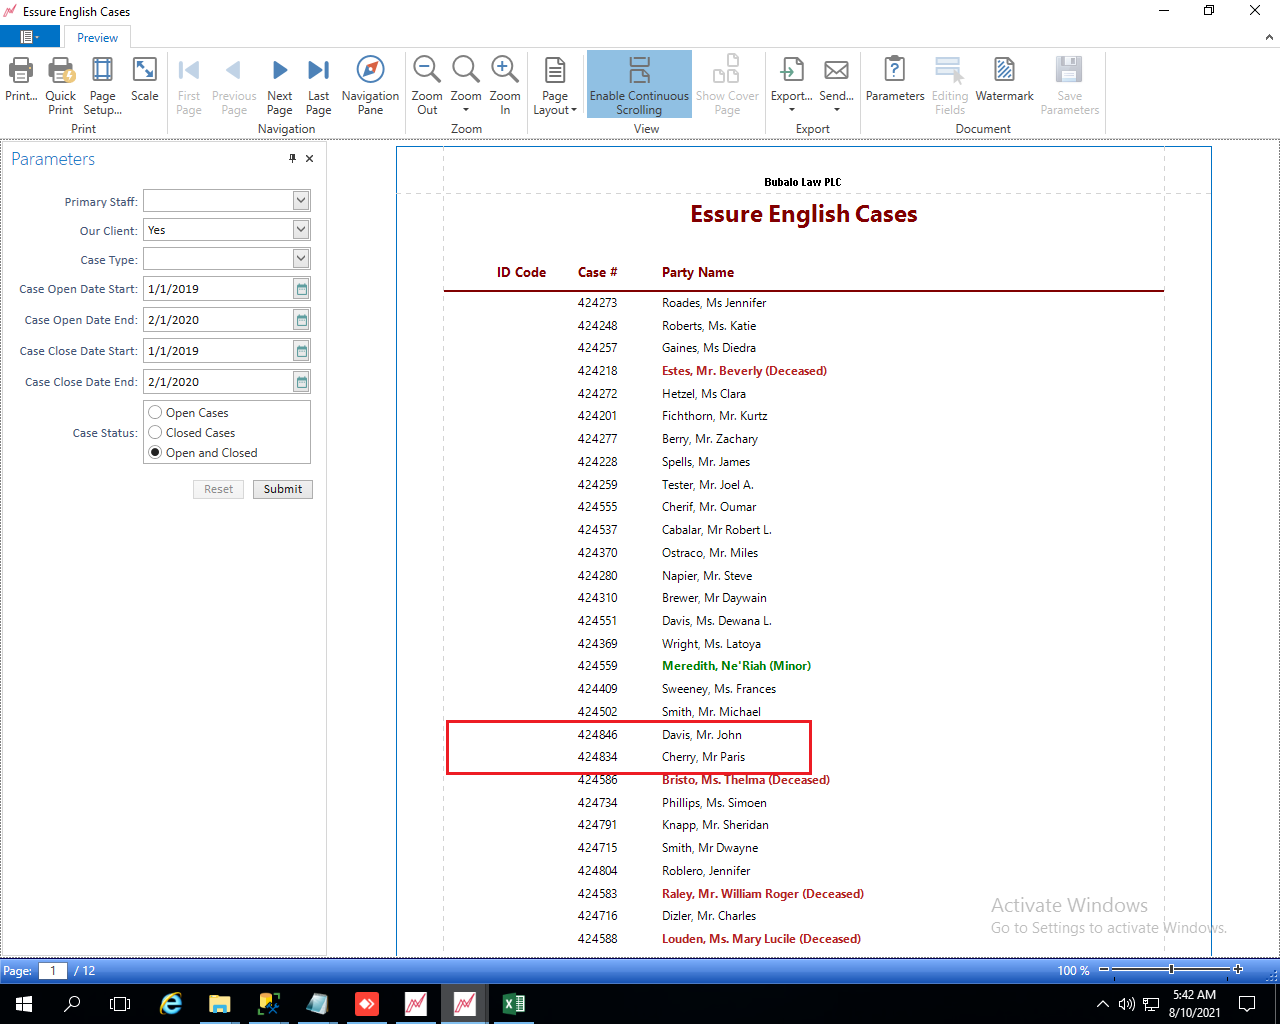 Essure English Cases
Preview
Print... Quick Print Page Setup... Scale First Page Previous Page Next Page Last Page Navigation Pane Zoom Out Zoom Zoom In Page Layout Enable Continuous Scrolling Show Cover Page Export... Send... Parameters Editing Fields Watermark Save Parameters
Print Navigation Zoom View Export Document
Parameters
Primary Staff:
Our Client: Yes
Case Type:
Case Open Date Start: 1/1/2019
Case Open Date End: 2/1/2020
Case Close Date Start: 1/1/2019
Case Close Date End: 2/1/2020
Case Status:
Open Cases
Closed Cases
Open and Closed
Reset Submit
Bubalo Law PLC
Essure English Cases
ID Code Case # Party Name
424273 Roades, Ms Jennifer
424248 Roberts, Ms. Katie
424257 Gaines, Ms Diedra
424218 Estes, Mr. Beverly (Deceased)
424272 Hetzel, Ms Clara
424201 Fichthorn, Mr. Kurtz
424277 Berry, Mr. Zachary
424228 Spells, Mr. James
424259 Tester, Mr. Joel A.
424555 Cherif, Mr. Oumar
424537 Cabalar, Mr Robert L.
424370 Ostraco, Mr. Miles
424280 Napier, Mr. Steve
424310 Brewer, Mr Daywain
424551 Davis, Ms. Dewana L.
424369 Wright, Ms. Latoya
424559 Meredith, Ne'Riah (Minor)
424409 Sweeney, Ms. Frances
424502 Smith, Mr. Michael
424846 Davis, Mr. John
424834 Cherry, Mr Paris
424586 Bristo, Ms. Thelma (Deceased)
424734 Phillips, Ms. Simoen
424791 Knapp, Mr. Sheridan
424715 Smith, Mr Dwayne
424804 Roblero, Jennifer
424583 Raley, Mr. William Roger (Deceased)
424716 Dizler, Mr. Charles
424588 Louden, Ms. Mary Lucile (Deceased)
Activate Windows
Go to Settings to activate Windows.
Page: 1 / 12 100 %
5:42 AM
8/10/2021